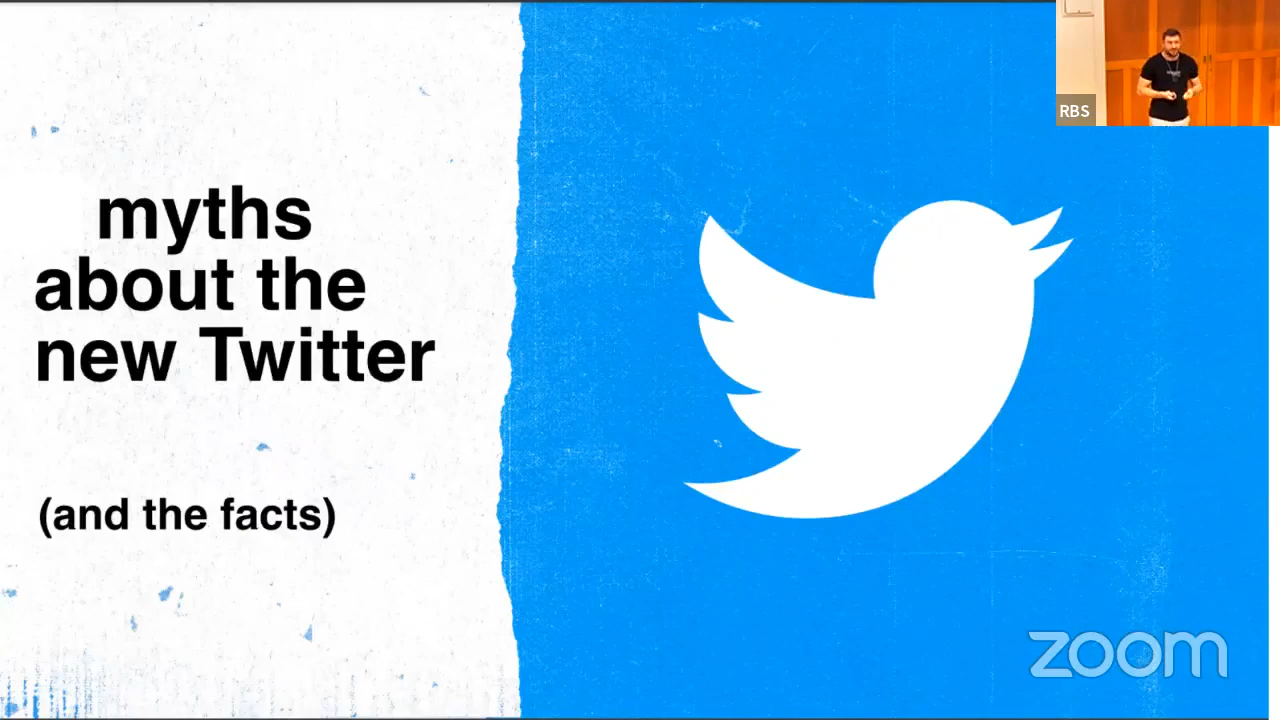 myths
about the
new Twitter
(and the facts)
RBS
zoom